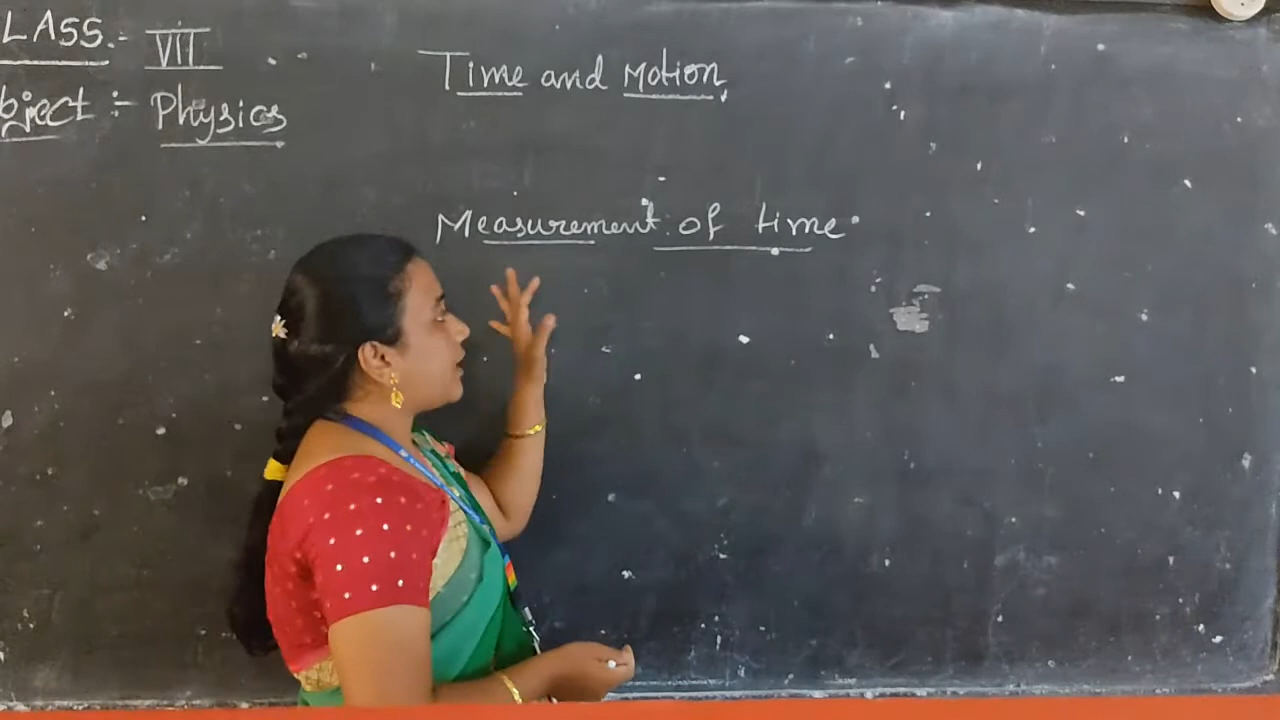 LASS:- VII
bject :- Physics
Time and Motion
Measurement of time